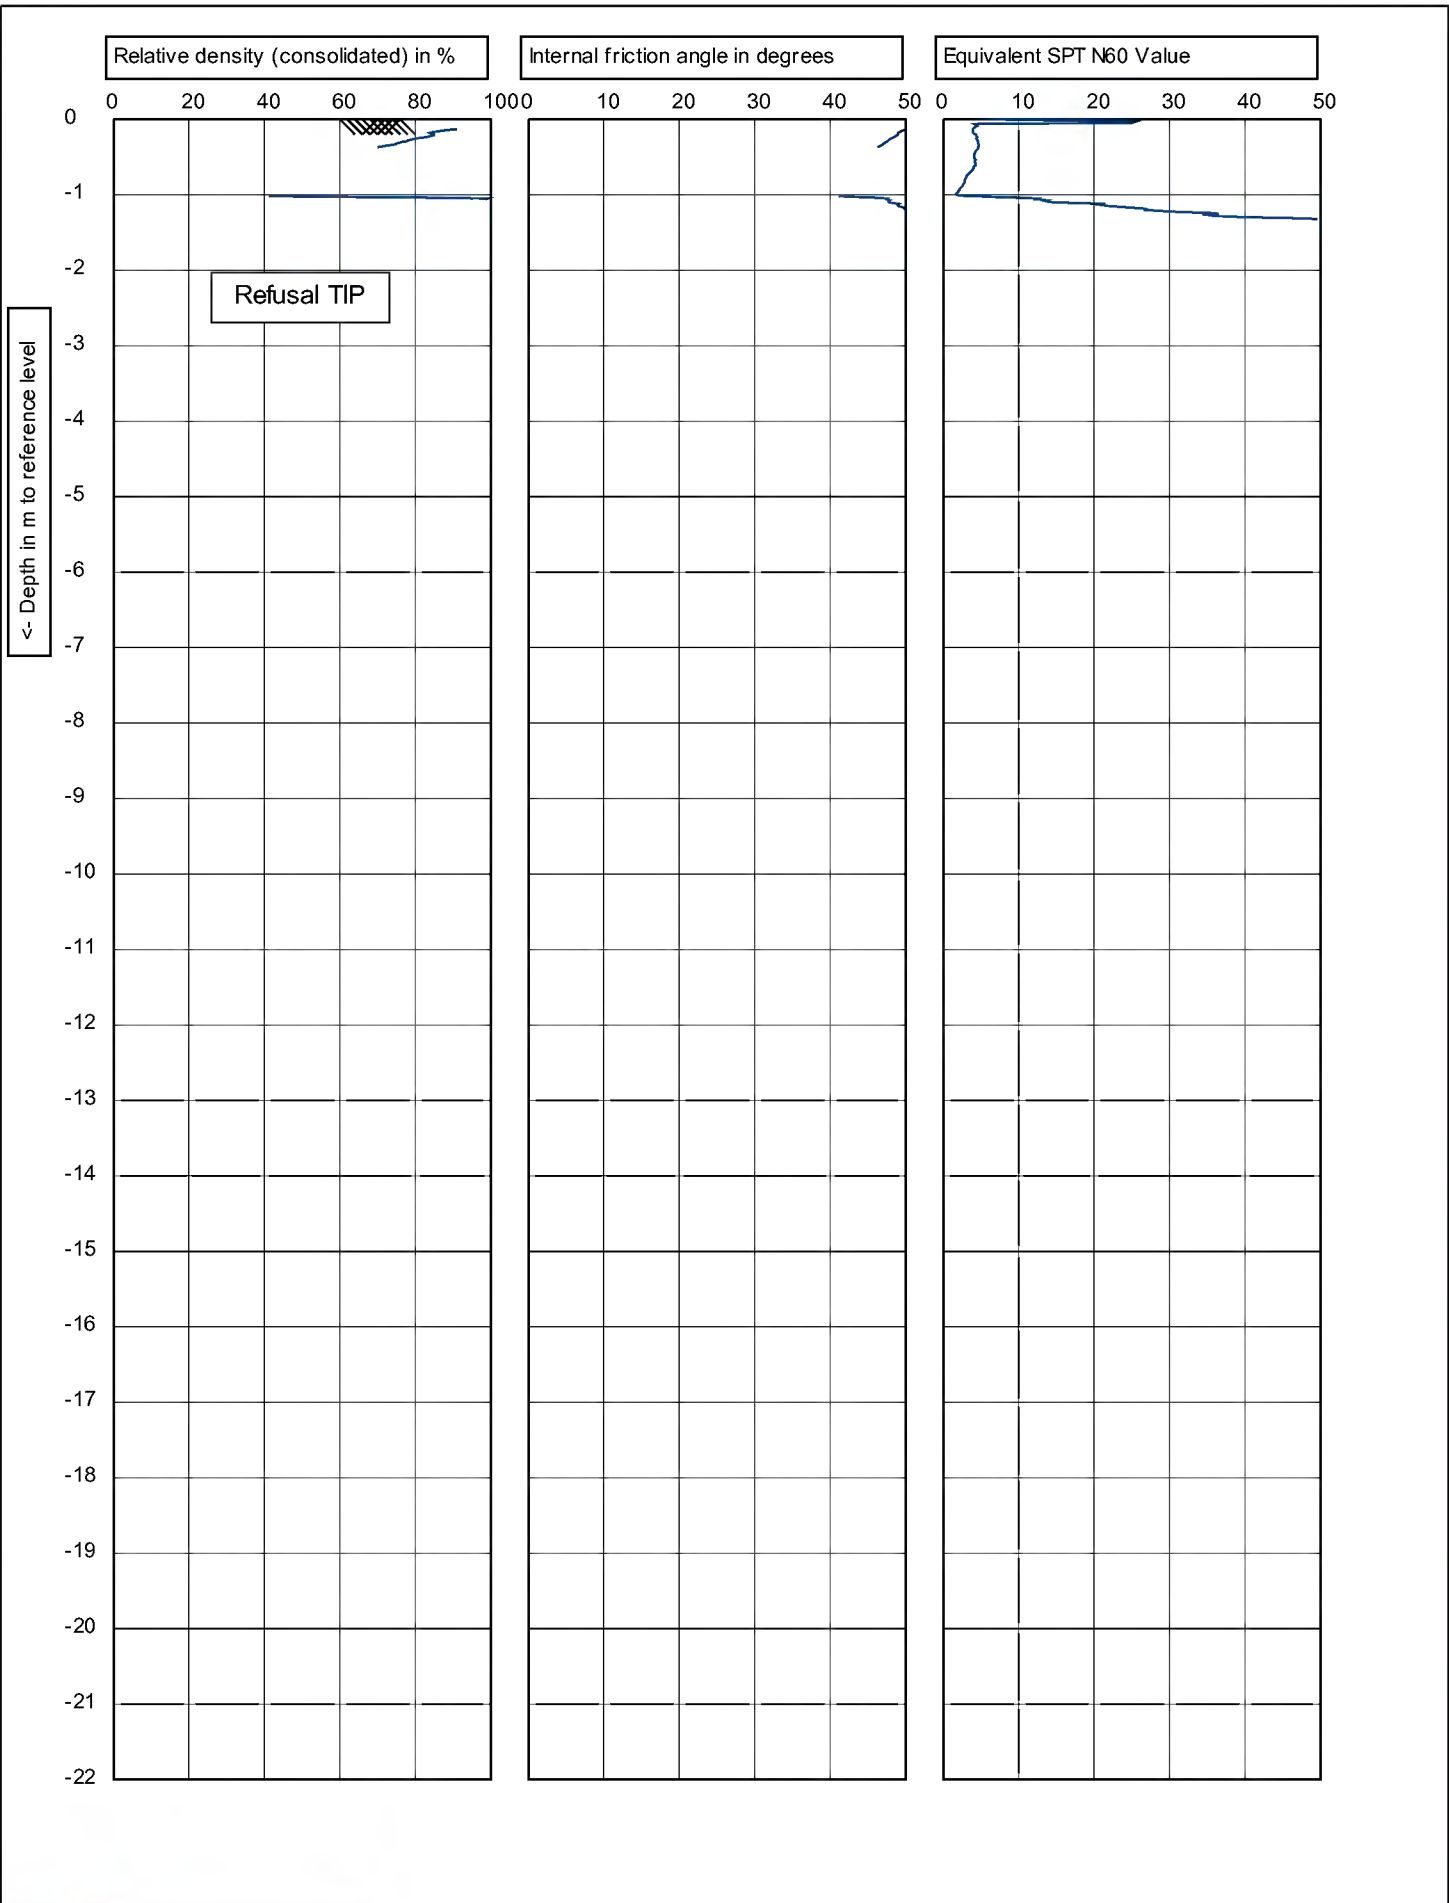 Relative density (consolidated) in %
Internal friction angle in degrees
Equivalent SPT N60 Value
0 20 40 60 80 100
0 10 20 30 40 50
0 10 20 30 40 50
0
-1
-2
Refusal TIP
-3
<- Depth in m to reference level
-4
-5
-6
-7
-8
-9
-10
-11
-12
-13
-14
-15
-16
-17
-18
-19
-20
-21
-22